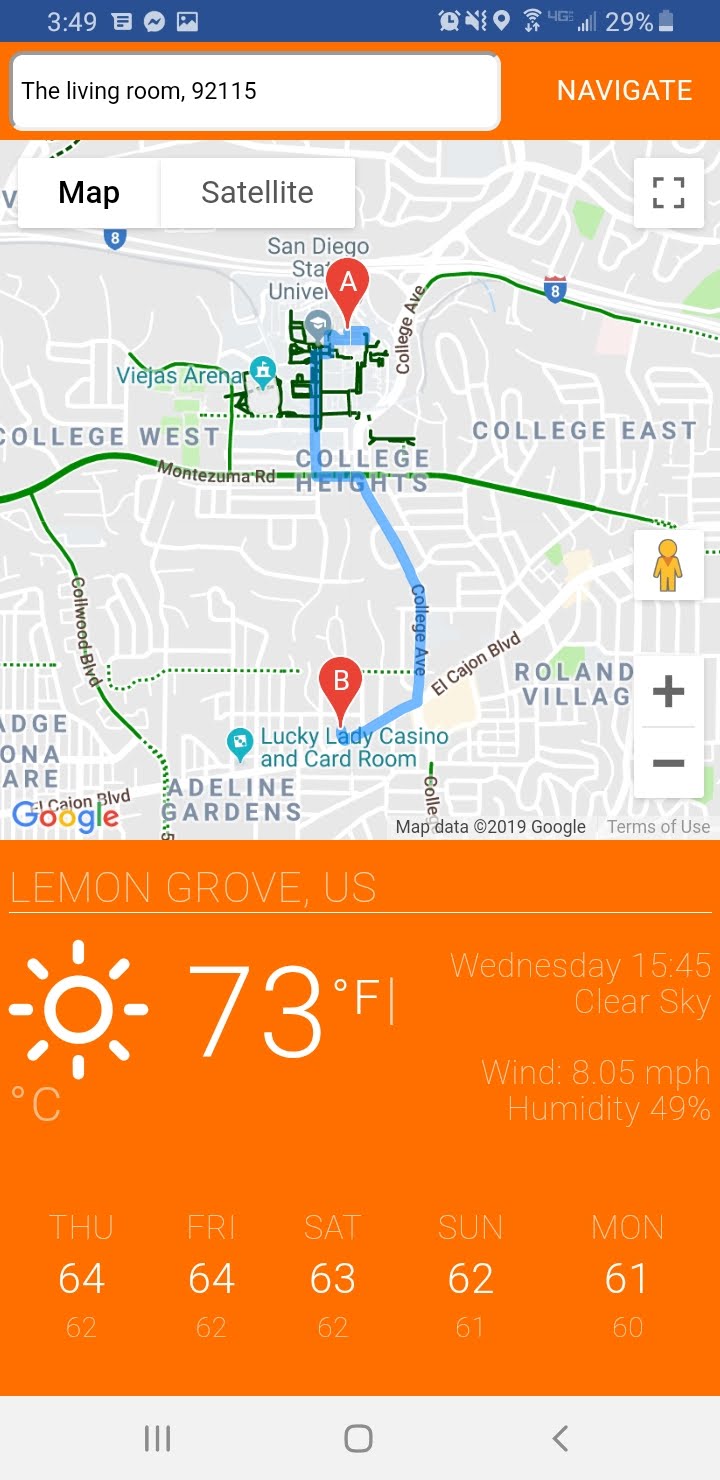 3:49 4GE 29%
The living room, 92115
NAVIGATE
Map Satellite
8
San Diego
Sta
Univer
A
8
College Ave
Viejas Arena
COLLEGE WEST
COLLEGE EAST
COLLEGE
HEIGHTS
Montezuma Rd
Collwood Blvd
College Ave
El Cajon Blvd
ROLAND
VILLAG
B
Lucky Lady Casino
and Card Room
ADGE
ONA
ARE
El Cajon Blvd
ADELINE
GARDENS
Colleg
Google
Map data ©2019 Google Terms of Use
LEMON GROVE, US
73 °F|
°C
Wednesday 15:45
Clear Sky
Wind: 8.05 mph
Humidity 49%
THU FRI SAT SUN MON
64 64 63 62 61
62 62 62 61 60